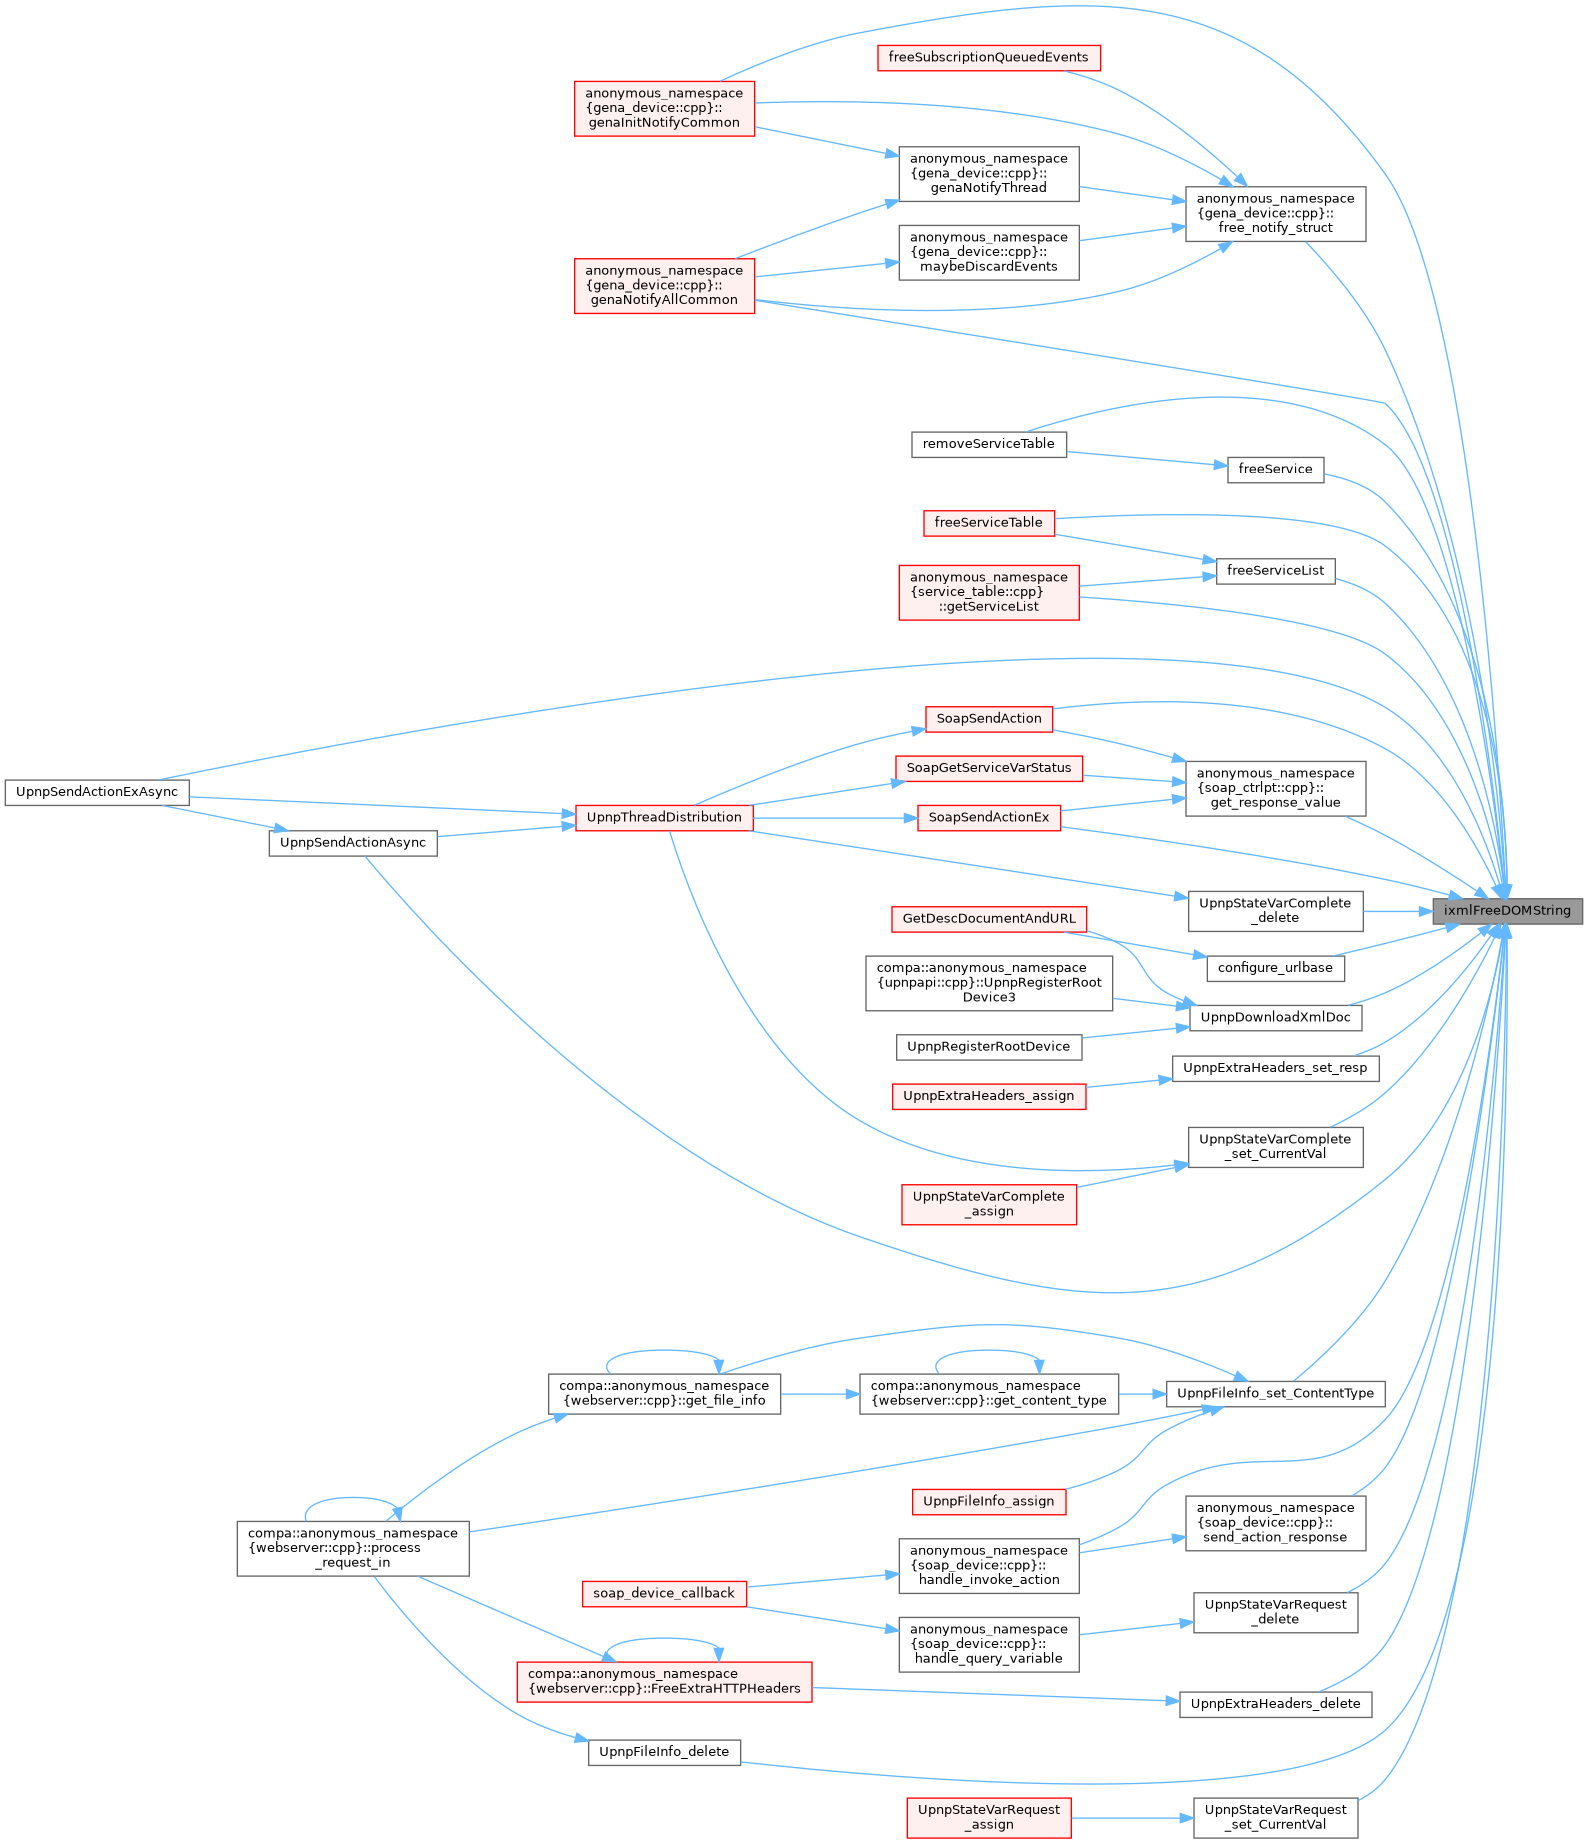 freeSubscriptionQueuedEvents
anonymous_namespace
{gena_device::cpp}::
genaInitNotifyCommon
anonymous_namespace
{gena_device::cpp}::
genaNotifyThread
anonymous_namespace
{gena_device::cpp}::
free_notify_struct
anonymous_namespace
{gena_device::cpp}::
maybeDiscardEvents
anonymous_namespace
{gena_device::cpp}::
genaNotifyAllCommon
removeServiceTable
freeService
freeServiceTable
freeServiceList
anonymous_namespace
{service_table::cpp}
::getServiceList
SoapSendAction
SoapGetServiceVarStatus
anonymous_namespace
{soap_ctrlpt::cpp}::
get_response_value
UpnpSendActionExAsync
UpnpThreadDistribution
SoapSendActionEx
UpnpSendActionAsync
UpnpStateVarComplete
_delete
ixmlFreeDOMString
GetDescDocumentAndURL
configure_urlbase
compa::anonymous_namespace
{upnpapi::cpp}::UpnpRegisterRoot
Device3
UpnpDownloadXmlDoc
UpnpRegisterRootDevice
UpnpExtraHeaders_set_resp
UpnpExtraHeaders_assign
UpnpStateVarComplete
_set_CurrentVal
UpnpStateVarComplete
_assign
compa::anonymous_namespace
{webserver::cpp}::get_file_info
compa::anonymous_namespace
{webserver::cpp}::get_content_type
UpnpFileInfo_set_ContentType
UpnpFileInfo_assign
anonymous_namespace
{soap_device::cpp}::
send_action_response
compa::anonymous_namespace
{webserver::cpp}::process
_request_in
anonymous_namespace
{soap_device::cpp}::
handle_invoke_action
soap_device_callback
UpnpStateVarRequest
_delete
anonymous_namespace
{soap_device::cpp}::
handle_query_variable
compa::anonymous_namespace
{webserver::cpp}::FreeExtraHTTPHeaders
UpnpExtraHeaders_delete
UpnpFileInfo_delete
UpnpStateVarRequest
_assign
UpnpStateVarRequest
_set_CurrentVal